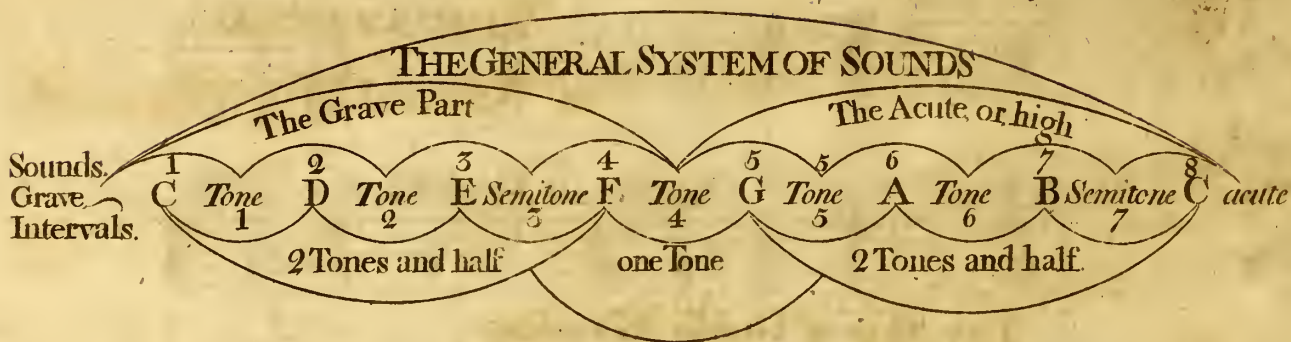 THE GENERAL SYSTEM OF SOUNDS
The Grave Part The Acute, or, high
Sounds. 1 2 3 4 5 5 6 7 8 8
Grave C Tone D Tone E Semitone F Tone G Tone A Tone B Semitone C acute
Intervals. 1 2 3 4 5 6 7
2 Tones and half one Tone 2 Tones and half.